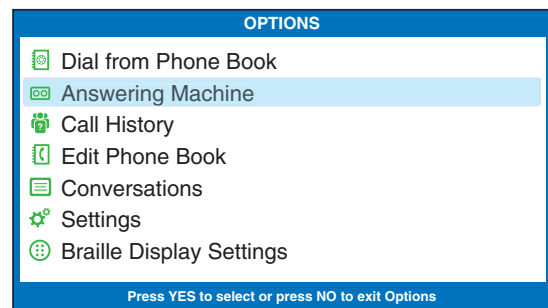 OPTIONS
Dial from Phone Book
Answering Machine
Call History
Edit Phone Book
Conversations
Settings
Braille Display Settings
Press YES to select or press NO to exit Options